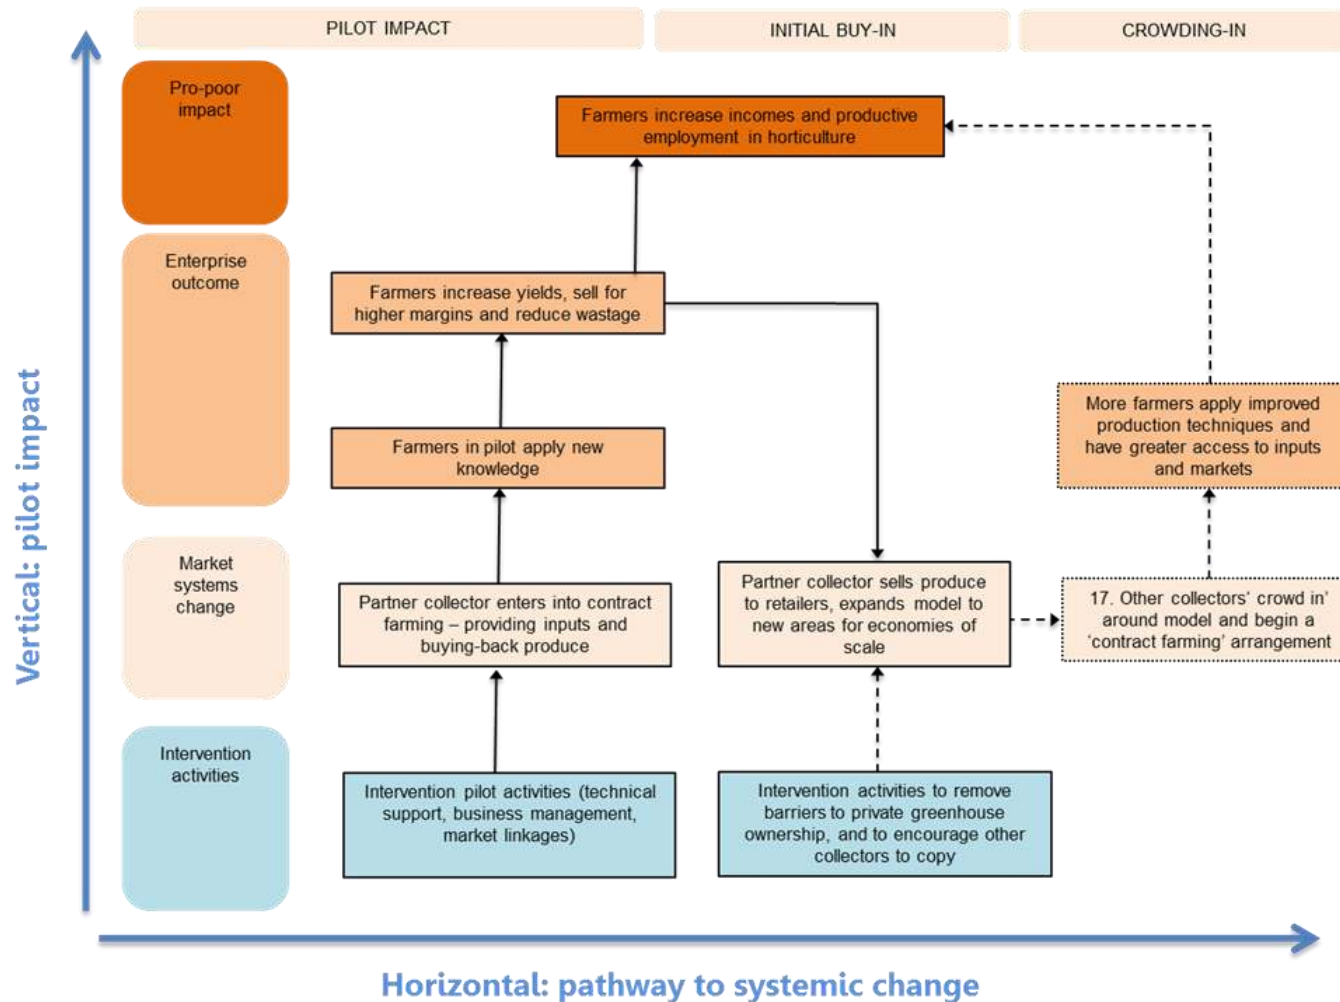 PILOT IMPACT
INITIAL BUY-IN
CROWDING-IN
Pro-poor
impact
Farmers increase incomes and productive
employment in horticulture
Enterprise
outcome
Farmers increase yields, sell for
higher margins and reduce wastage
More farmers apply improved
production techniques and
have greater access to inputs
and markets
Farmers in pilot apply new
knowledge
Market
systems
change
Partner collector enters into contract
farming – providing inputs and
buying-back produce
Partner collector sells produce
to retailers, expands model to
new areas for economies of
scale
17. Other collectors' crowd in'
around model and begin a
'contract farming' arrangement
Intervention
activities
Intervention pilot activities (technical
support, business management,
market linkages)
Intervention activities to remove
barriers to private greenhouse
ownership, and to encourage other
collectors to copy
Vertical: pilot impact
Horizontal: pathway to systemic change